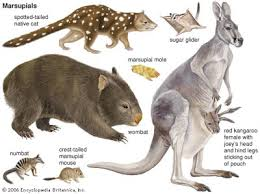 Marsupials
spotted-tailed
native cat
sugar glider
marsupial mole
wombat
numbat
crest-tailed
marsupial
mouse
red kangaroo
female with
joey's head
and hind legs
sticking out
of pouch
© 2006 Encyclopædia Britannica, Inc.